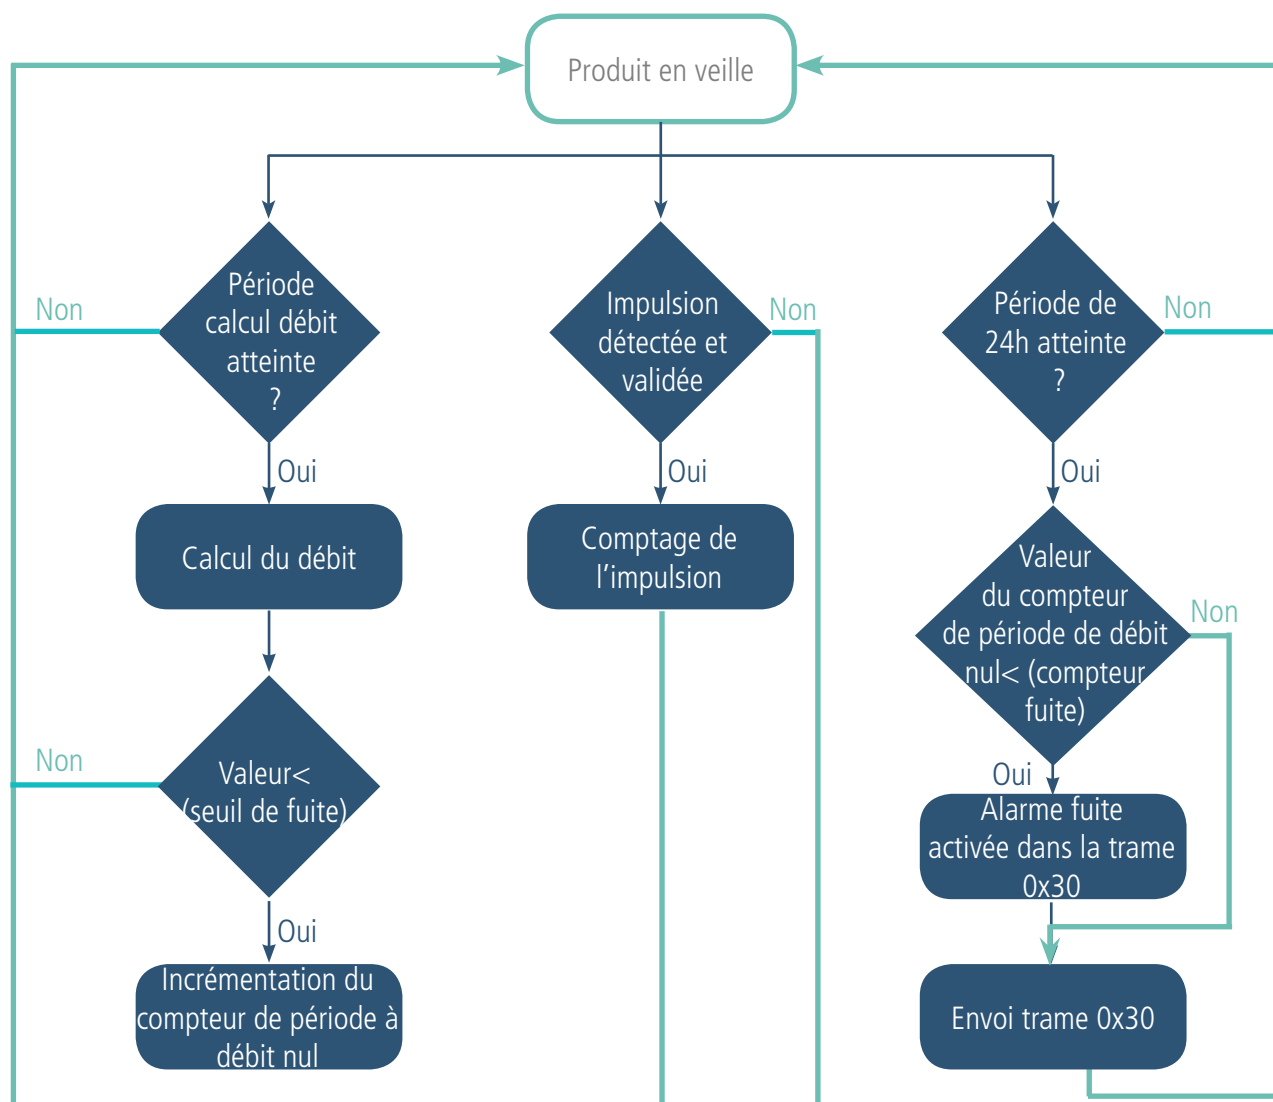 Produit en veille
Période
calcul débit
atteinte
?
Non
Oui
Calcul du débit
Valeur<
(seuil de fuite)
Non
Oui
Incrémentation du
compteur de période à
débit nul
Impulsion
détectée et
validée
Non
Oui
Comptage de
l'impulsion
Période de
24h atteinte
?
Non
Oui
Valeur
du compteur
de période de débit
nul< (compteur
fuite)
Non
Oui
Alarme fuite
activée dans la trame
0x30
Envoi trame 0x30